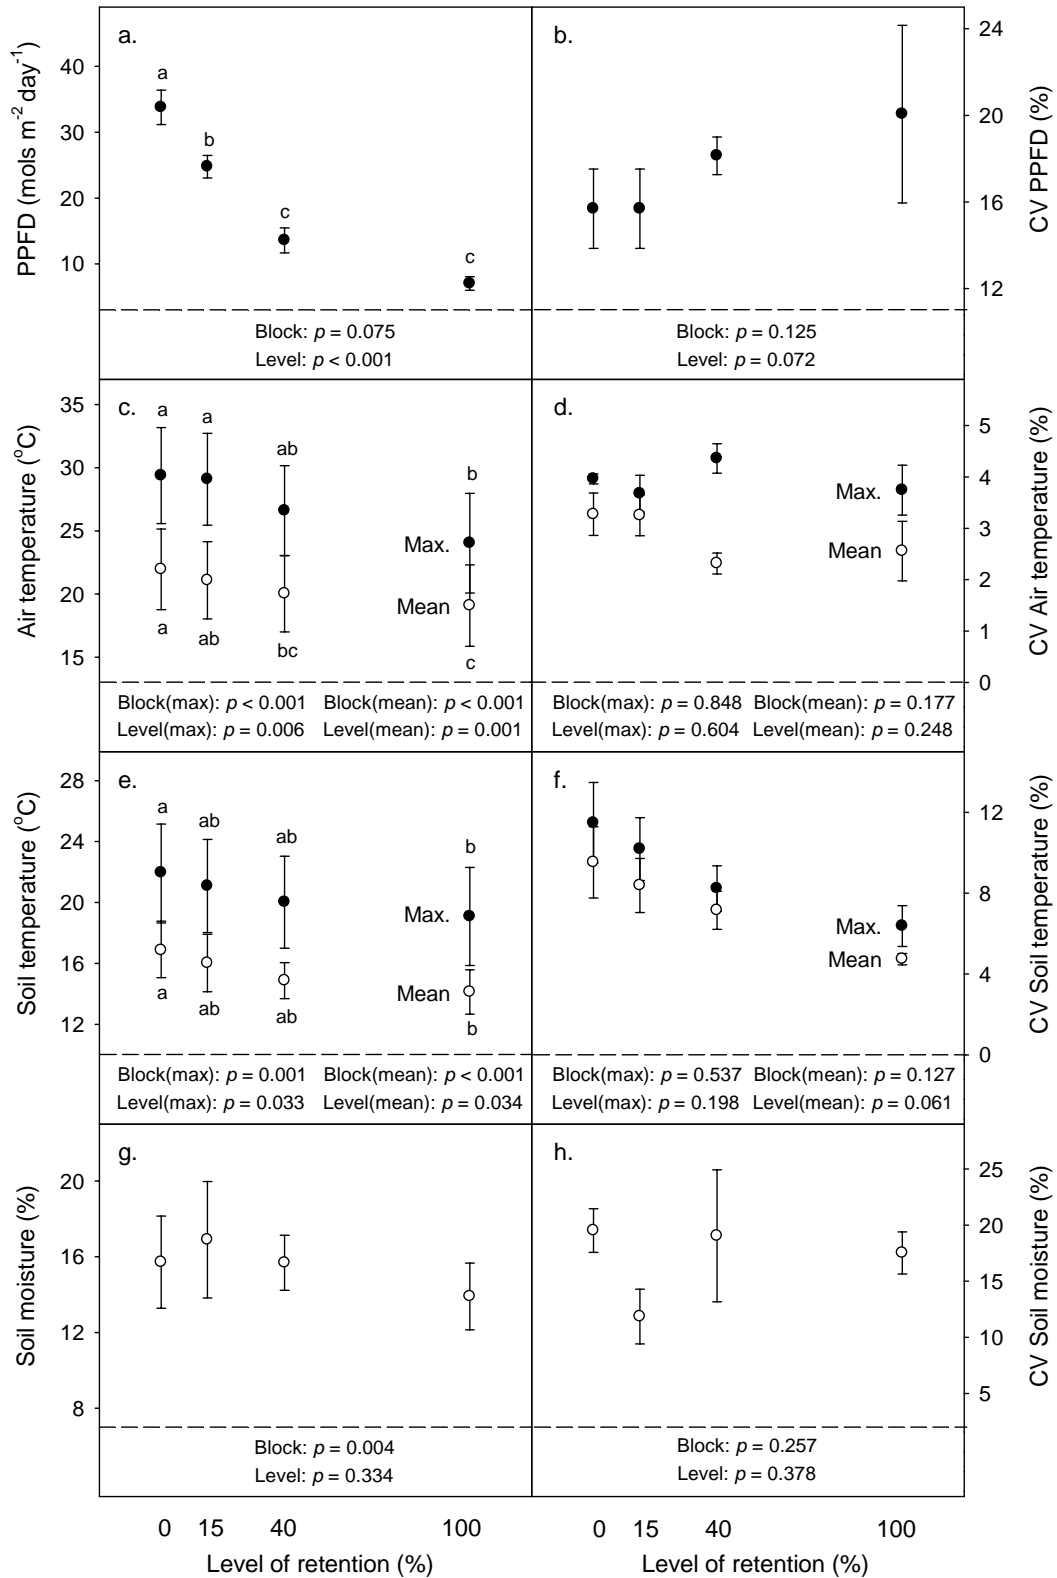 a.
PPFD (mols m⁻² day⁻¹)
40
30
20
10
a
b
c
c
Block: p = 0.075
Level: p < 0.001
b.
CV PPFD (%)
24
20
16
12
Block: p = 0.125
Level: p = 0.072
c.
Air temperature (°C)
35
30
25
20
15
a
a
ab
b
Max.
Mean
a
ab
bc
c
Block(max): p < 0.001 Block(mean): p < 0.001
Level(max): p = 0.006 Level(mean): p = 0.001
d.
CV Air temperature (%)
5
4
3
2
1
0
Max.
Mean
Block(max): p = 0.848 Block(mean): p = 0.177
Level(max): p = 0.604 Level(mean): p = 0.248
e.
Soil temperature (°C)
28
24
20
16
12
a
ab
ab
b
Max.
Mean
a
ab
ab
b
Block(max): p = 0.001 Block(mean): p < 0.001
Level(max): p = 0.033 Level(mean): p = 0.034
f.
CV Soil temperature (%)
12
8
4
0
Max.
Mean
Block(max): p = 0.537 Block(mean): p = 0.127
Level(max): p = 0.198 Level(mean): p = 0.061
g.
Soil moisture (%)
20
16
12
8
Block: p = 0.004
Level: p = 0.334
h.
CV Soil moisture (%)
25
20
15
10
5
Block: p = 0.257
Level: p = 0.378
0 15 40 100
Level of retention (%)
0 15 40 100
Level of retention (%)